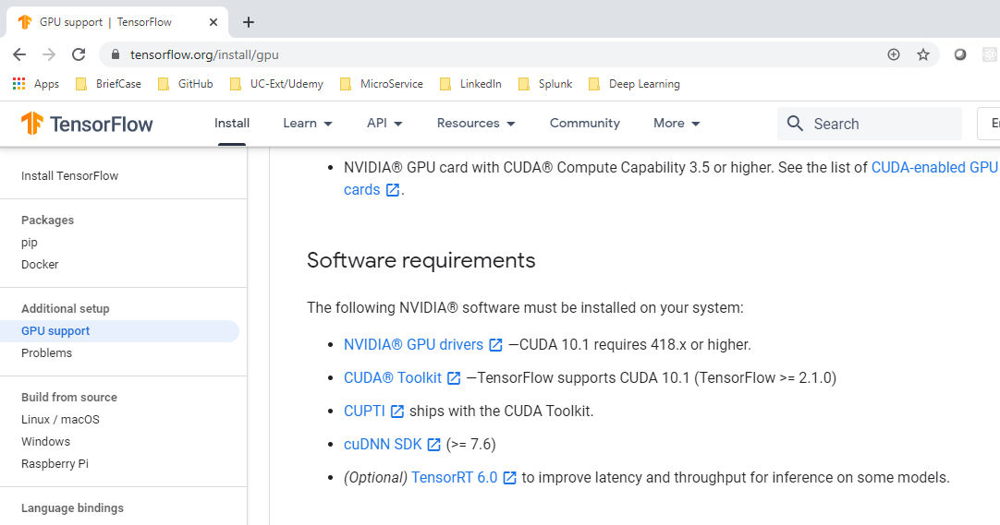 GPU support | TensorFlow
tensorflow.org/install/gpu
Apps BriefCase GitHub UC-Ext/Udemy MicroService LinkedIn Splunk Deep Learning
TensorFlow Install Learn API Resources Community More Search
Install TensorFlow
Packages
pip
Docker
Additional setup
GPU support
Problems
Build from source
Linux / macOS
Windows
Raspberry Pi
Language bindings
• NVIDIA® GPU card with CUDA® Compute Capability 3.5 or higher. See the list of CUDA-enabled GPU
cards .
Software requirements
The following NVIDIA® software must be installed on your system:
• NVIDIA® GPU drivers —CUDA 10.1 requires 418.x or higher.
• CUDA® Toolkit —TensorFlow supports CUDA 10.1 (TensorFlow >= 2.1.0)
• CUPTI ships with the CUDA Toolkit.
• cuDNN SDK (>= 7.6)
• (Optional) TensorRT 6.0 to improve latency and throughput for inference on some models.